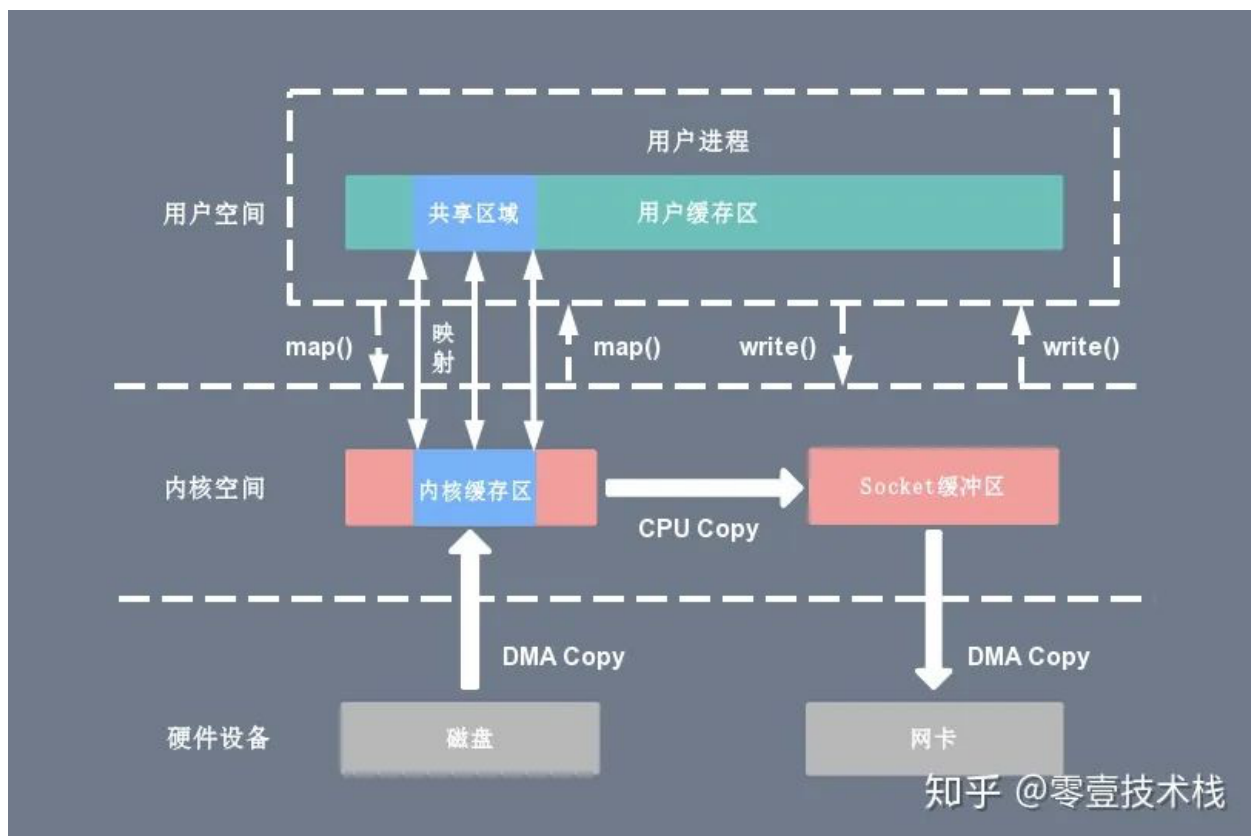 用户进程
用户空间
共享区域
用户缓存区
map()
映射
map()
write()
write()
内核空间
内核缓存区
Socket缓冲区
CPU Copy
DMA Copy
DMA Copy
硬件设备
磁盘
网卡
知乎 @零壹技术栈